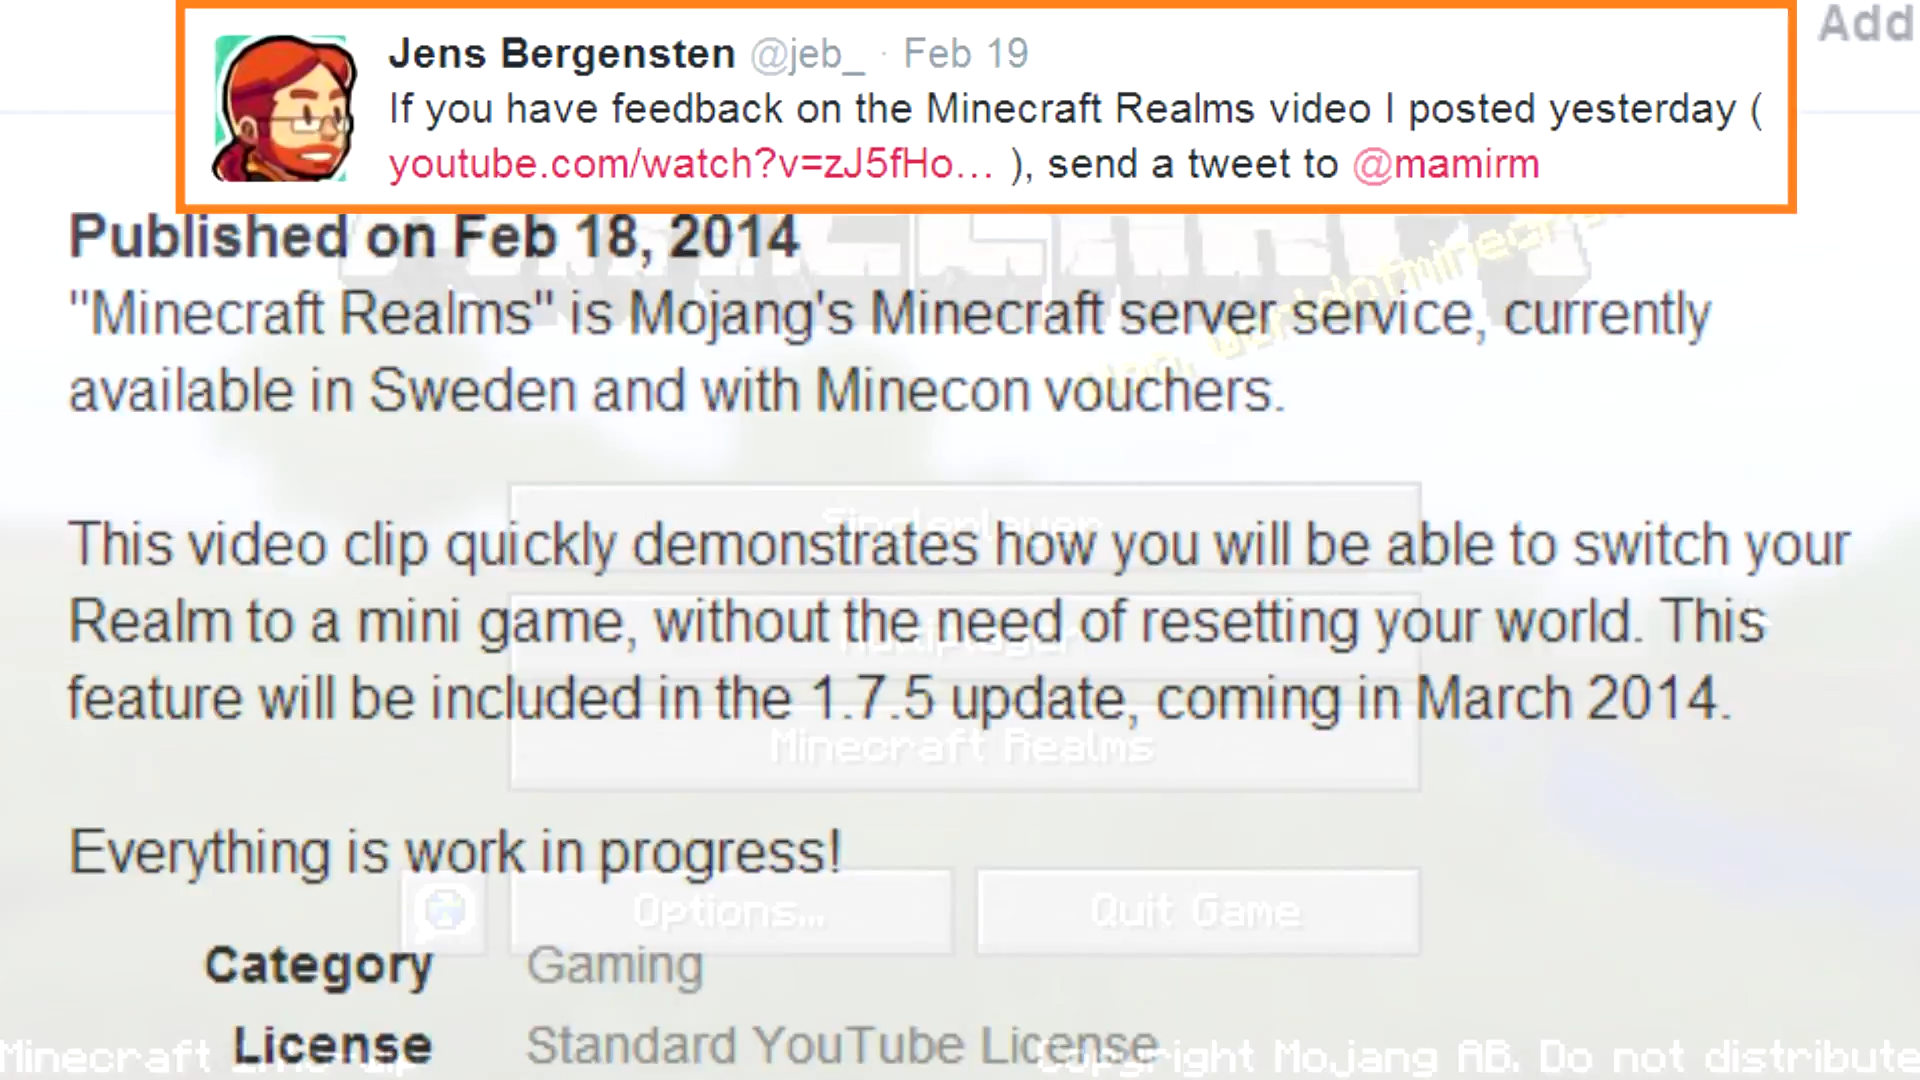 Add
Jens Bergensten @jeb_ · Feb 19
If you have feedback on the Minecraft Realms video I posted yesterday (
youtube.com/watch?v=zJ5fHo... ), send a tweet to @mamirm
Published on Feb 18, 2014
"Minecraft Realms" is Mojang's Minecraft server service, currently
available in Sweden and with Minecon vouchers.
Singleplayer
This video clip quickly demonstrates how you will be able to switch your
Realm to a mini game, without the need of resetting your world. This
Multiplayer
feature will be included in the 1.7.5 update, coming in March 2014.
Minecraft Realms
Everything is work in progress!
Options...
Quit Game
Category Gaming
License Standard YouTube License
Minecraft
Copyright Mojang AB. Do not distribute